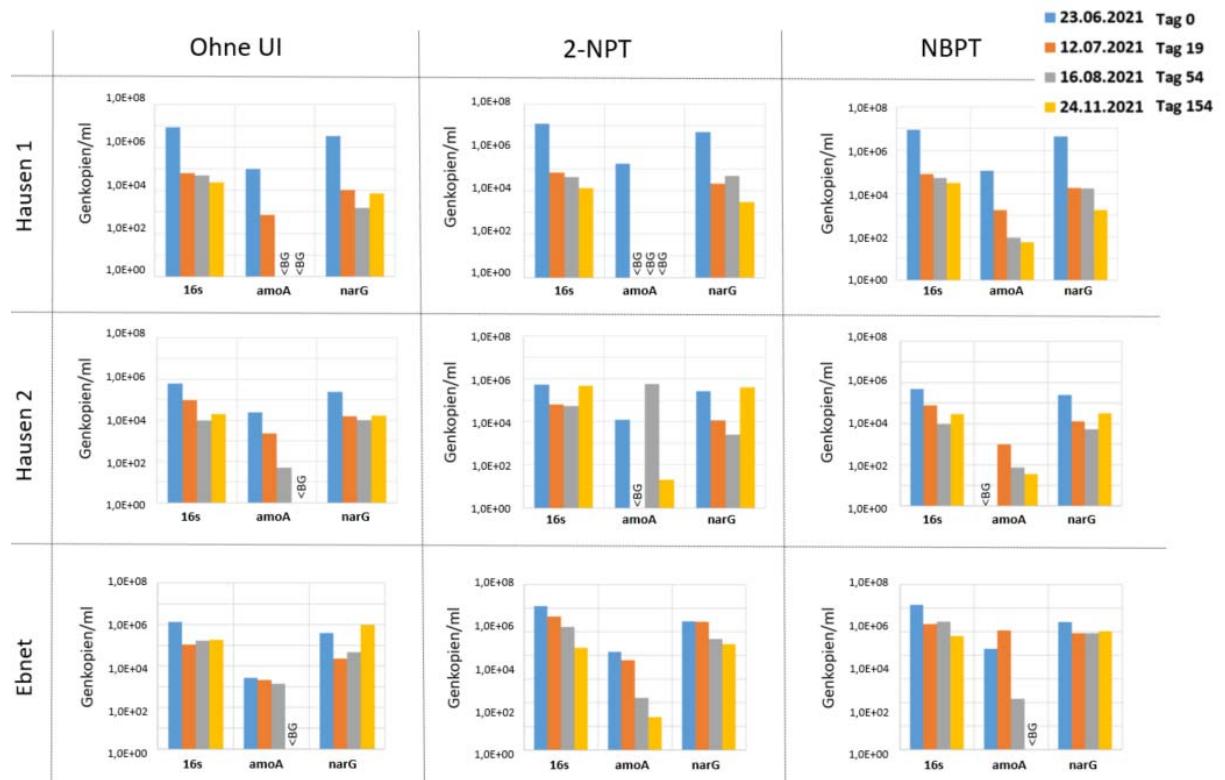 23.06.2021 Tag 0
12.07.2021 Tag 19
16.08.2021 Tag 54
24.11.2021 Tag 154
Ohne UI
2-NPT
NBPT
Hausen 1
Genkopien/ml
1,0E+08
1,0E+06
1,0E+04
1,0E+02
1,0E+00
<BG
<BG
16s amoA narG
Genkopien/ml
1,0E+08
1,0E+06
1,0E+04
1,0E+02
1,0E+00
<BG
<BG
<BG
16s amoA narG
Genkopien/ml
1,0E+08
1,0E+06
1,0E+04
1,0E+02
1,0E+00
16s amoA narG
Hausen 2
Genkopien/ml
1,0E+08
1,0E+06
1,0E+04
1,0E+02
1,0E+00
<BG
16s amoA narG
Genkopien/ml
1,0E+08
1,0E+06
1,0E+04
1,0E+02
1,0E+00
<BG
16s amoA narG
Genkopien/ml
1,0E+08
1,0E+06
1,0E+04
1,0E+02
1,0E+00
<BG
16s amoA narG
Ebnet
Genkopien/ml
1,0E+08
1,0E+06
1,0E+04
1,0E+02
1,0E+00
<BG
16s amoA narG
Genkopien/ml
1,0E+08
1,0E+06
1,0E+04
1,0E+02
1,0E+00
16s amoA narG
Genkopien/ml
1,0E+08
1,0E+06
1,0E+04
1,0E+02
1,0E+00
<BG
16s amoA narG